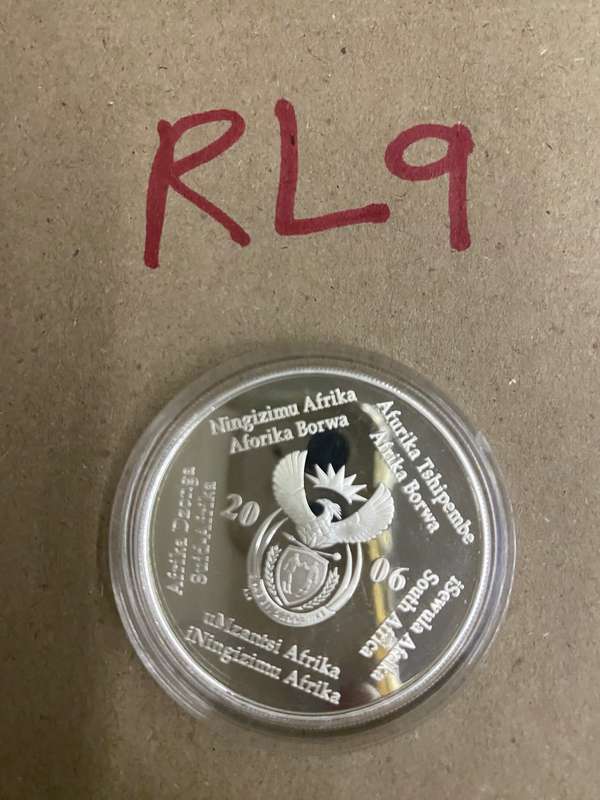 RL9
Ningizimu Afrika
Aforika Borwa
Afurika Tshipembe
Afrika Borwa
iSewula Afrika
South Africa
uMzantsi Afrika
iNingizimu Afrika
Afrika Dzonga
Suid-Afrika
20
06